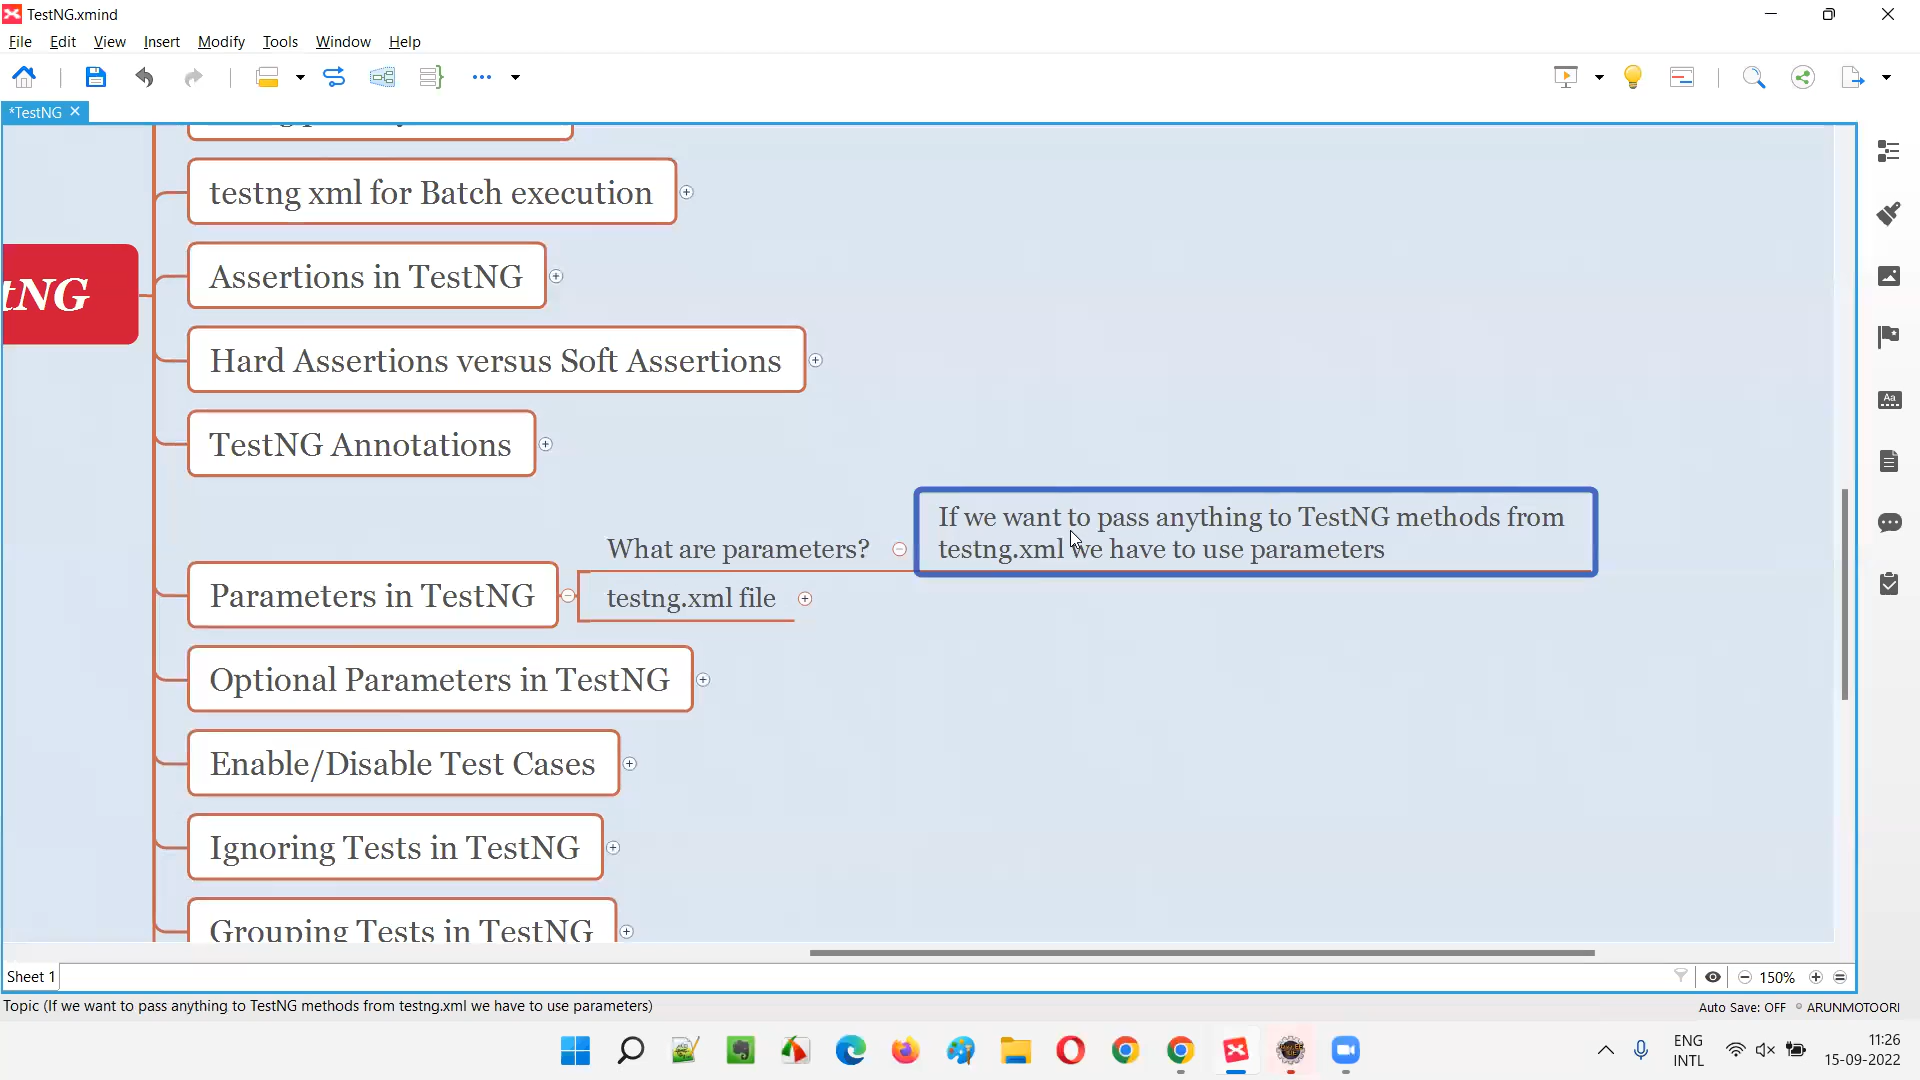 TestNG.xmind
File Edit View Insert Modify Tools Window Help
*TestNG
testng xml for Batch execution
tNG
Assertions in TestNG
Hard Assertions versus Soft Assertions
TestNG Annotations
What are parameters?
If we want to pass anything to TestNG methods from
testng.xml we have to use parameters
Parameters in TestNG
testng.xml file
Optional Parameters in TestNG
Enable/Disable Test Cases
Ignoring Tests in TestNG
Grouping Tests in TestNG
Aa
Sheet 1
150%
Topic (If we want to pass anything to TestNG methods from testng.xml we have to use parameters)
Auto Save: OFF
ARUNMOTOORI
ENG
INTL
11:26
15-09-2022